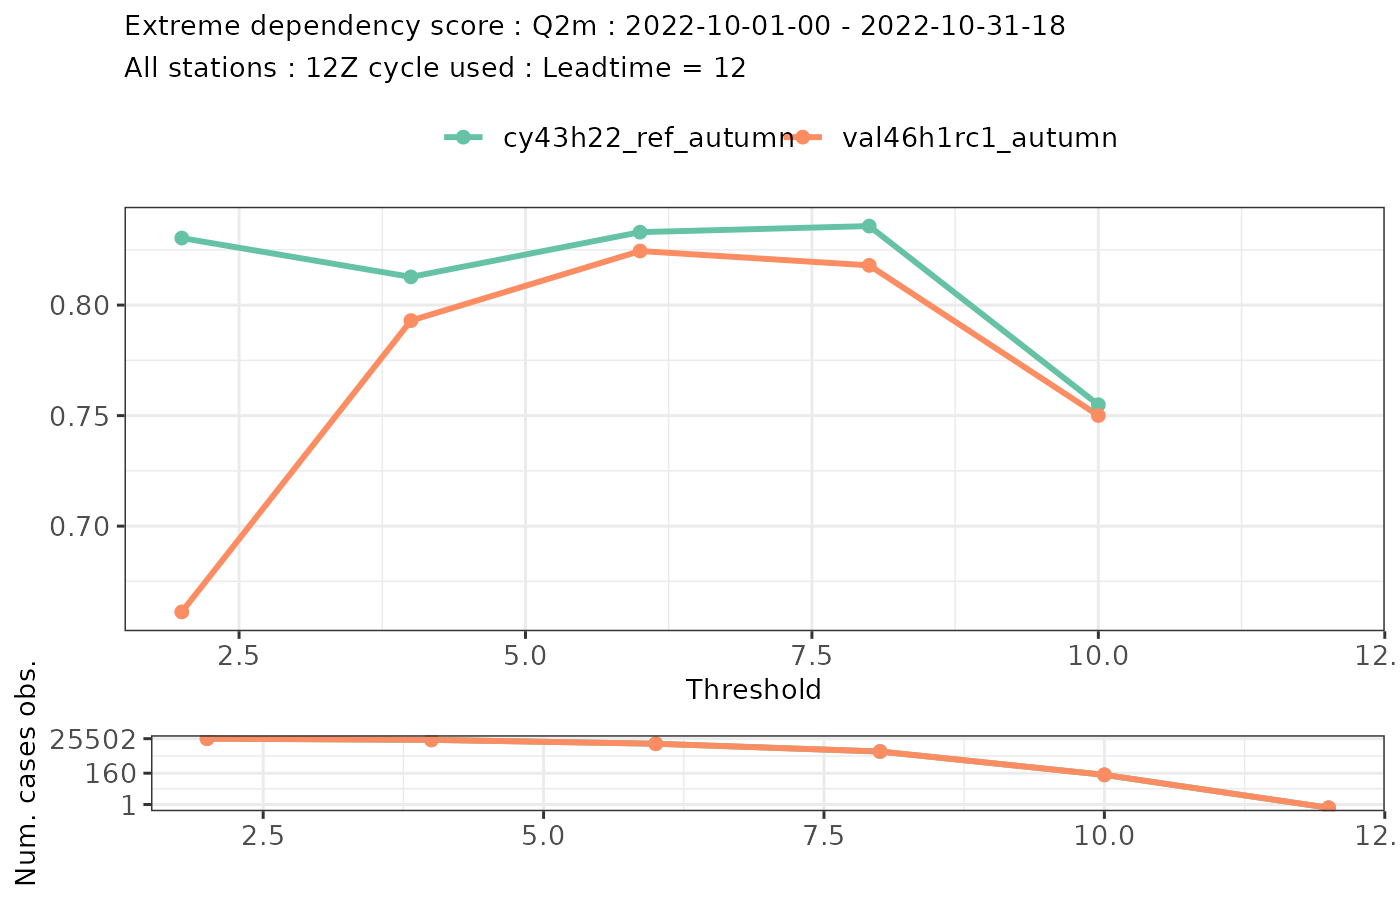 Extreme dependency score : Q2m : 2022-10-01-00 - 2022-10-31-18
All stations : 12Z cycle used : Leadtime = 12
cy43h22_ref_autumn val46h1rc1_autumn
0.80
0.75
0.70
2.5 5.0 7.5 10.0 12.
Threshold
Num. cases obs.
25502
160
1
2.5 5.0 7.5 10.0 12.